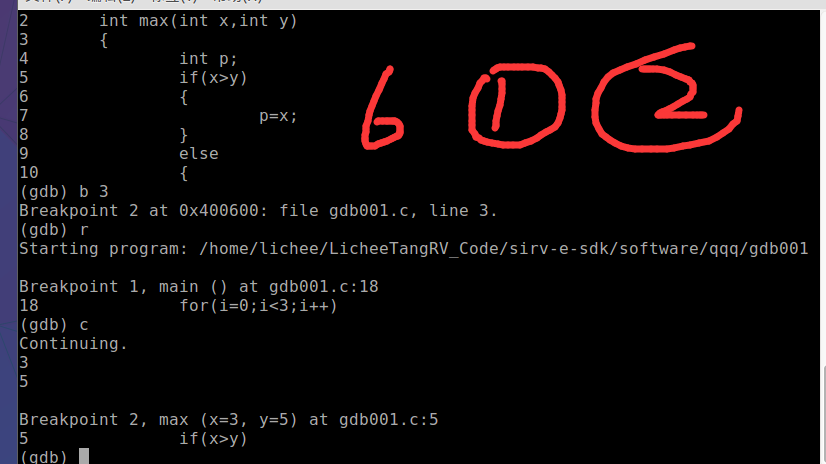 2       int max(int x,int y)
3       {
4               int p;
5               if(x>y)
6               {
7                       p=x;
8               }
9               else
10              {
(gdb) b 3
Breakpoint 2 at 0x400600: file gdb001.c, line 3.
(gdb) r
Starting program: /home/lichee/LicheeTangRV_Code/sirv-e-sdk/software/qqq/gdb001
Breakpoint 1, main () at gdb001.c:18
18              for(i=0;i<3;i++)
(gdb) c
Continuing.
3
5
Breakpoint 2, max (x=3, y=5) at gdb001.c:5
5               if(x>y)
(gdb)
6 1 2